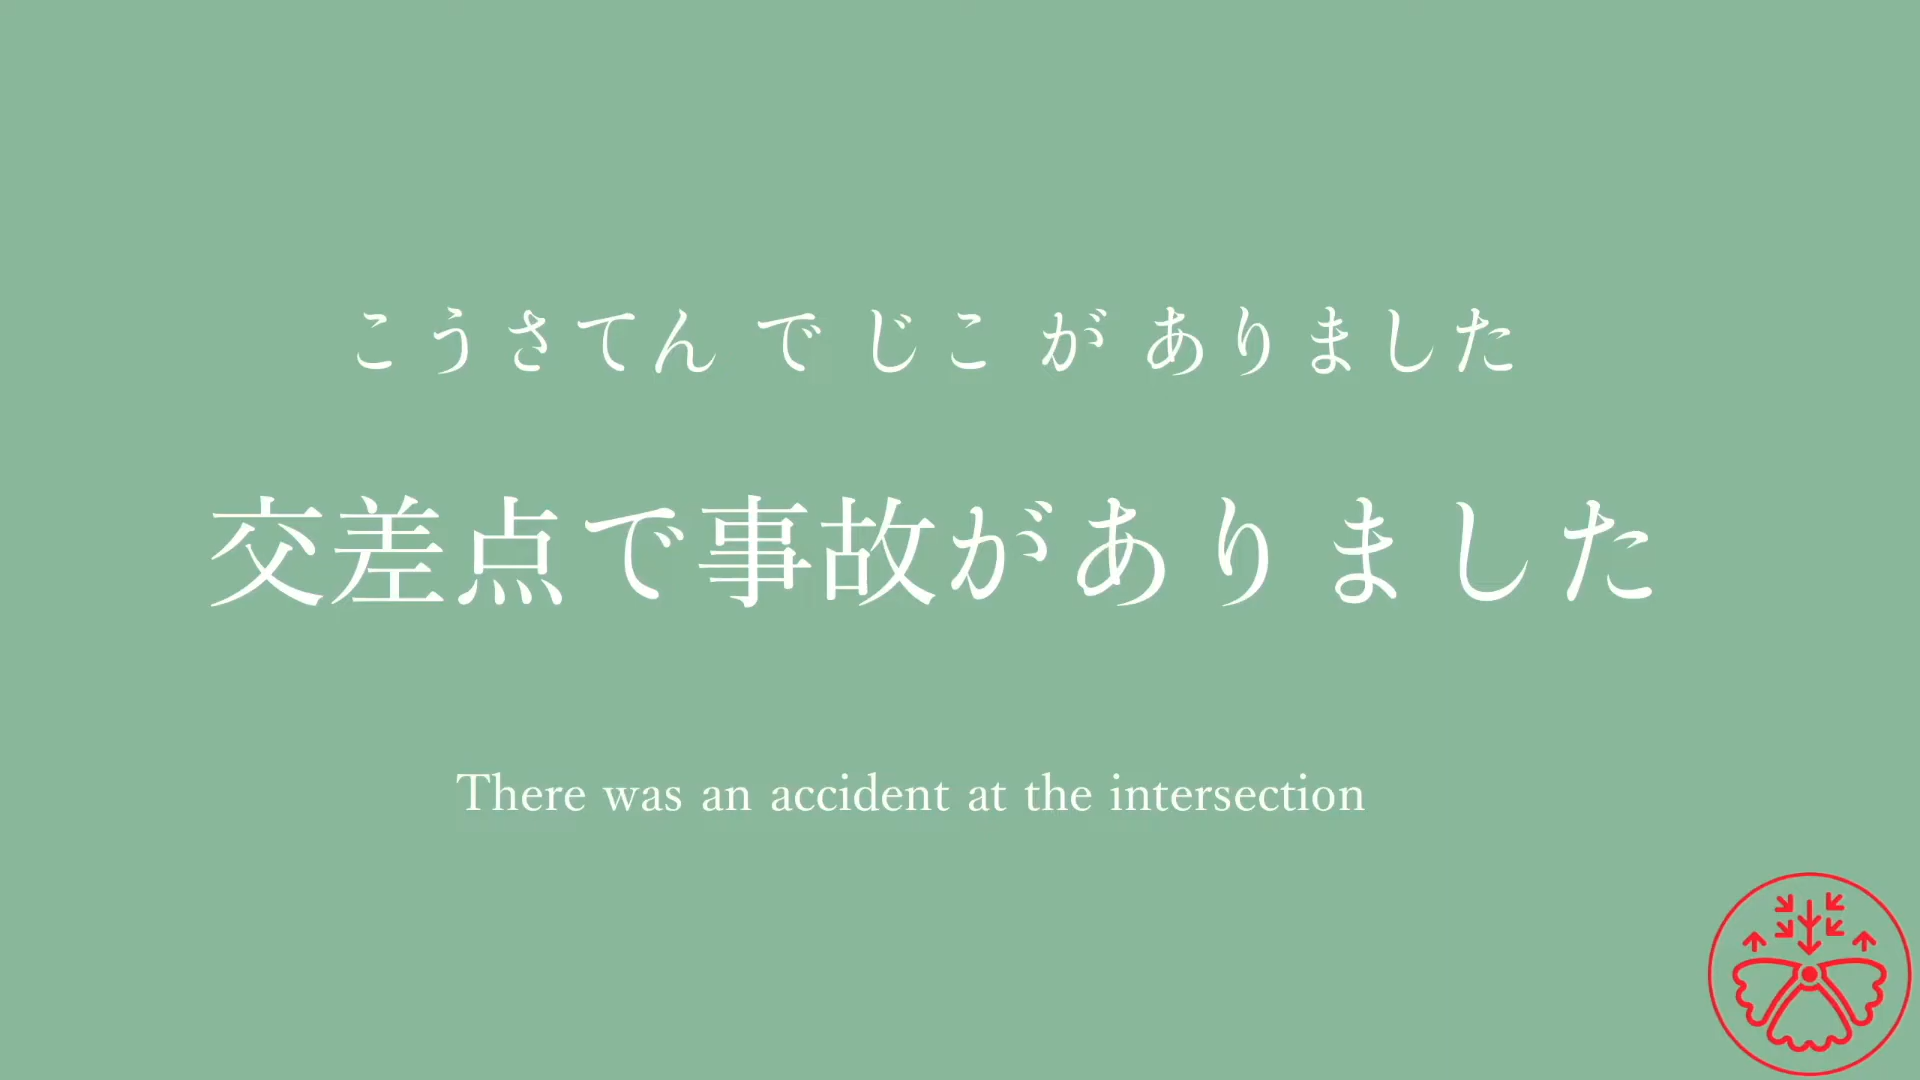 こうさてん で じこ が ありました
交差点で事故がありました
There was an accident at the intersection